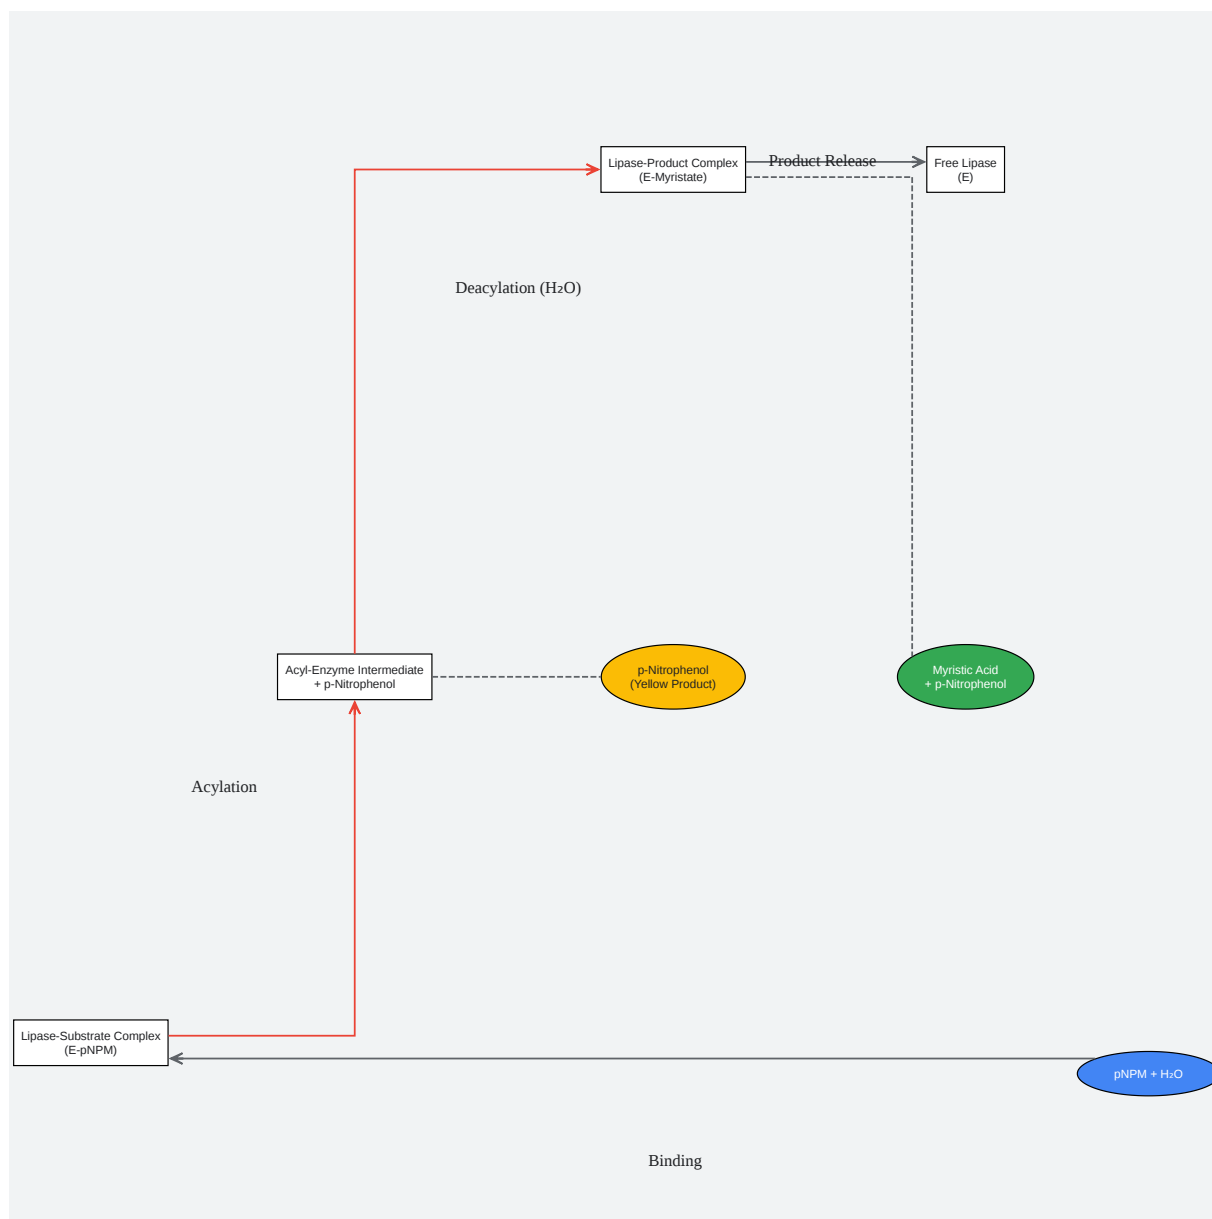 Lipase-Product Complex
(E-Myristate)
Product Release
Free Lipase
(E)
Deacylation (H₂O)
Acyl-Enzyme Intermediate
+ p-Nitrophenol
p-Nitrophenol
(Yellow Product)
Myristic Acid
+ p-Nitrophenol
Acylation
Lipase-Substrate Complex
(E-pNPM)
pNPM + H₂O
Binding